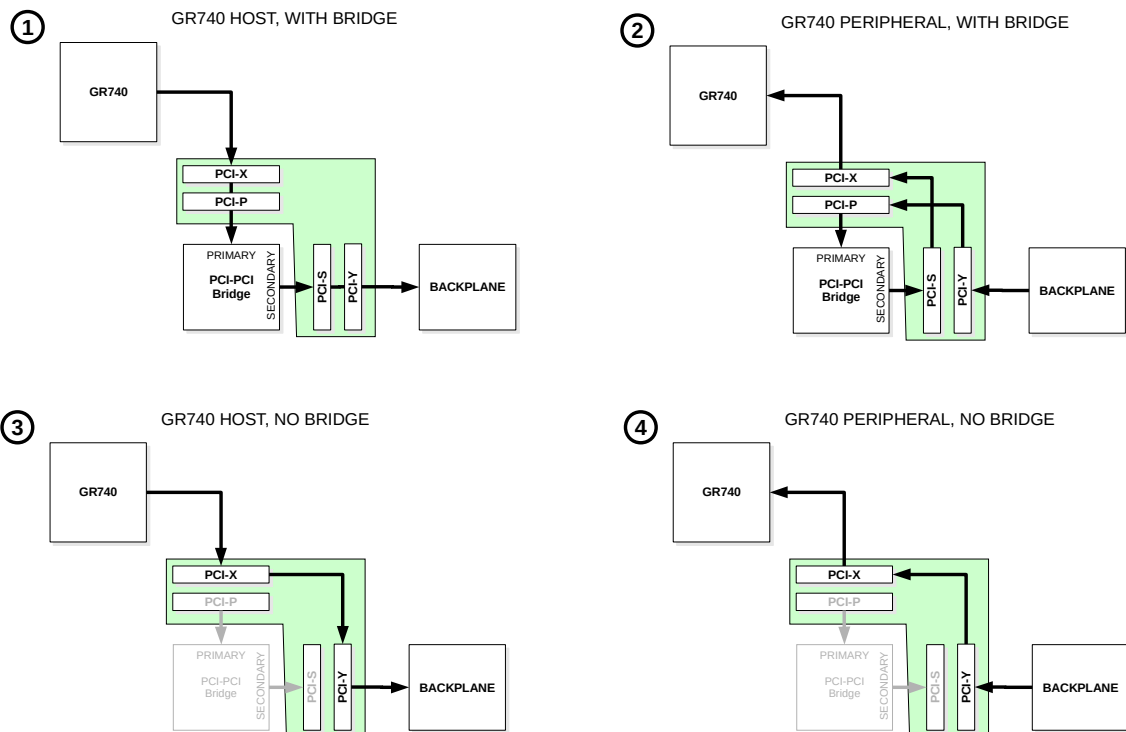 1
GR740 HOST, WITH BRIDGE
GR740
PCI-X
PCI-P
PRIMARY
SECONDARY
PCI-PCI
Bridge
PCI-S
PCI-Y
BACKPLANE
2
GR740 PERIPHERAL, WITH BRIDGE
GR740
PCI-X
PCI-P
PRIMARY
SECONDARY
PCI-PCI
Bridge
PCI-S
PCI-Y
BACKPLANE
3
GR740 HOST, NO BRIDGE
GR740
PCI-X
PCI-P
PRIMARY
SECONDARY
PCI-PCI
Bridge
PCI-S
PCI-Y
BACKPLANE
4
GR740 PERIPHERAL, NO BRIDGE
GR740
PCI-X
PCI-P
PRIMARY
SECONDARY
PCI-PCI
Bridge
PCI-S
PCI-Y
BACKPLANE